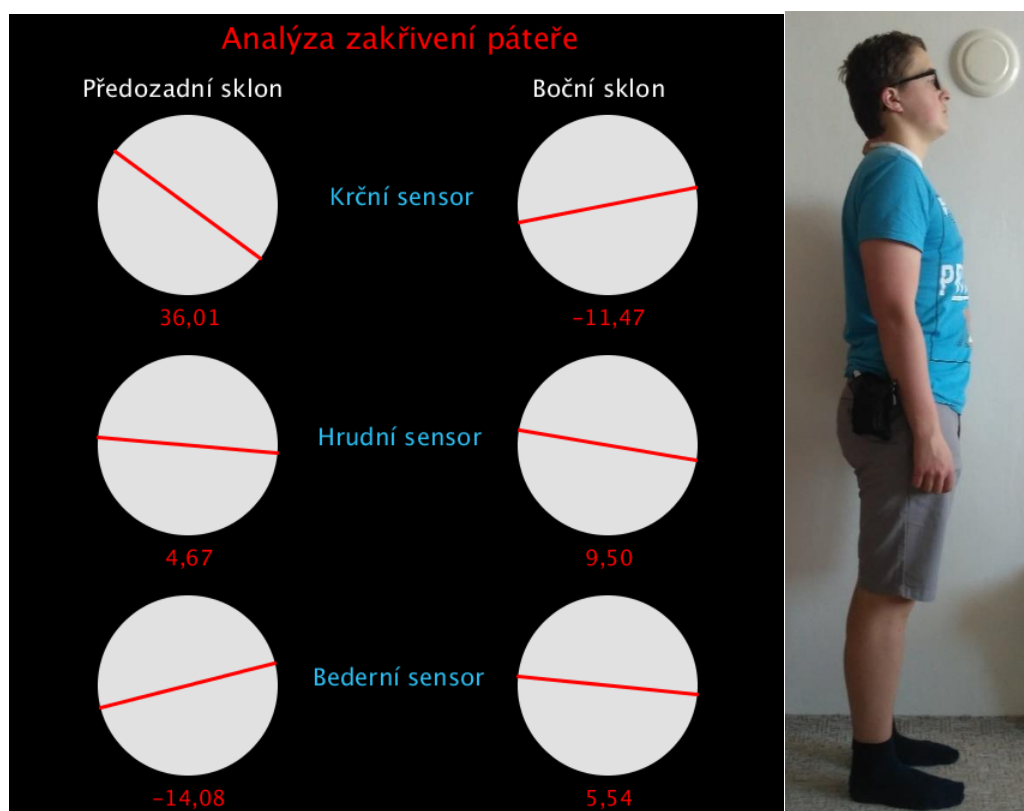 Analýza zakřivení páteře
Předozadní sklon Boční sklon
Krční sensor
36,01 -11,47
Hrudní sensor
4,67 9,50
Bederní sensor
-14,08 5,54